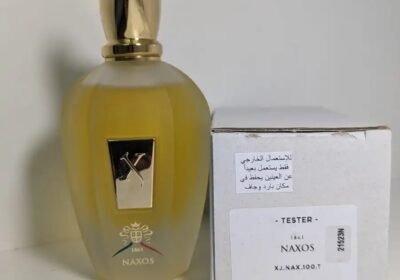 X
1861
NAXOS
للإستعمال الخارجي
فقط يستعمل بعيداً
عن العينين يحفظ في
مكان بارد وجاف
- TESTER -
1861
NAXOS
XJ.NAX.100.T
21523N